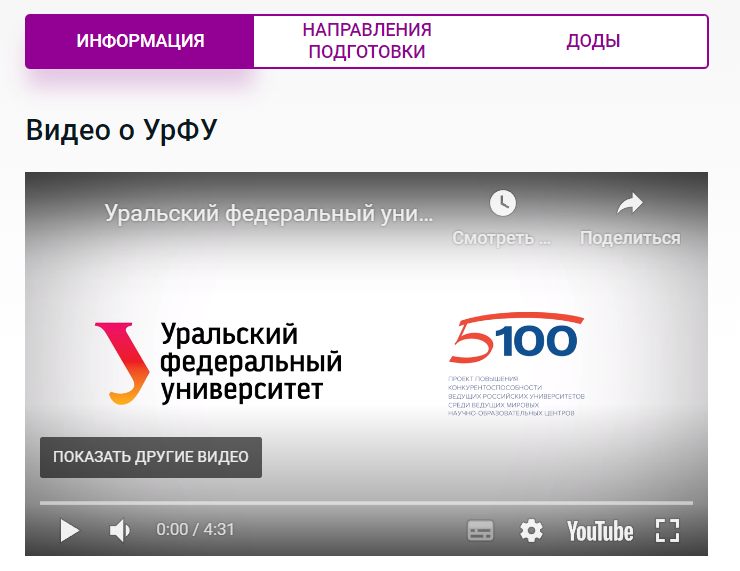 ИНФОРМАЦИЯ
НАПРАВЛЕНИЯ
ПОДГОТОВКИ
ДОДЫ
Видео о УрФУ
Уральский федеральный уни...
Смотреть ...
Поделиться
Уральский
федеральный
университет
5100
ПРОЕКТ ПОВЫШЕНИЯ
КОНКУРЕНТОСПОСОБНОСТИ
ВЕДУЩИХ РОССИЙСКИХ УНИВЕРСИТЕТОВ
СРЕДИ ВЕДУЩИХ МИРОВЫХ
НАУЧНО-ОБРАЗОВАТЕЛЬНЫХ ЦЕНТРОВ
ПОКАЗАТЬ ДРУГИЕ ВИДЕО
0:00 / 4:31
YouTube